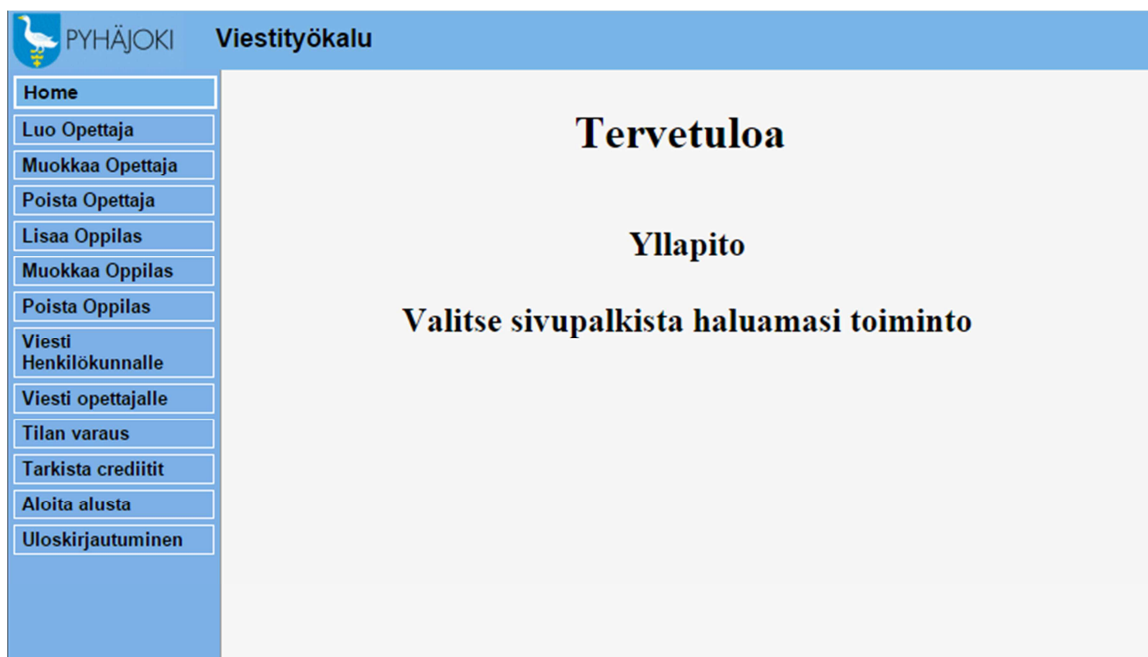 PYHÄJOKI
Viestityökalu
Home
Luo Opettaja
Muokkaa Opettaja
Poista Opettaja
Lisaa Oppilas
Muokkaa Oppilas
Poista Oppilas
Viesti
Henkilökunnalle
Viesti opettajalle
Tilan varaus
Tarkista crediitit
Aloita alusta
Uloskirjautuminen
Tervetuloa
Yllapito
Valitse sivupalkista haluamasi toiminto